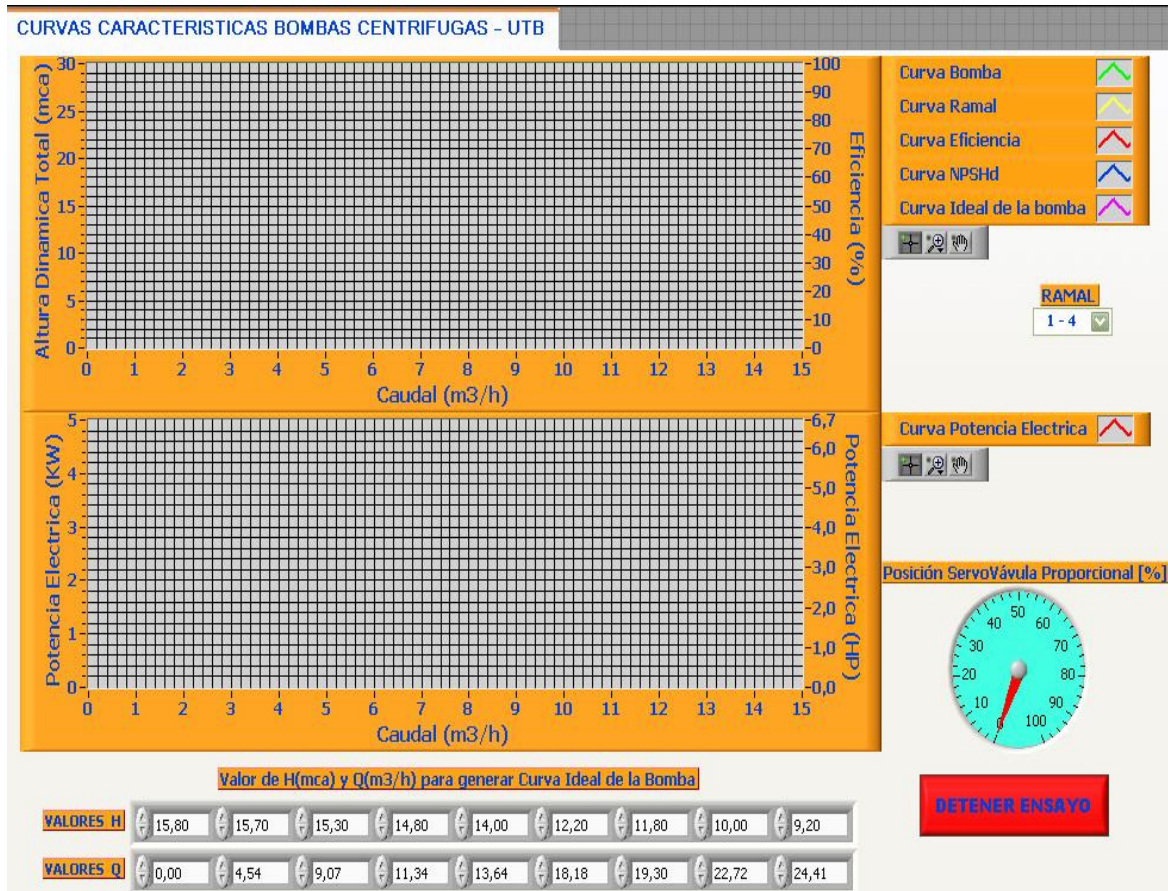 CURVAS CARACTERISTICAS BOMBAS CENTRIFUGAS - UTB
Altura Dinamica Total (mca)
30
25
20
15
10
5
0
0 1 2 3 4 5 6 7 8 9 10 11 12 13 14 15
Caudal (m3/h)
100
90
80
70
60
50
40
30
20
10
0
Eficiencia (%)
Curva Bomba
Curva Ramal
Curva Eficiencia
Curva NPSHd
Curva Ideal de la bomba
RAMAL
1 - 4
Potencia Electrica (KW)
5
4
3
2
1
0
0 1 2 3 4 5 6 7 8 9 10 11 12 13 14 15
Caudal (m3/h)
6,7
6,0
5,0
4,0
3,0
2,0
1,0
0,0
Potencia Electrica (HP)
Curva Potencia Electrica
Posición ServoVávula Proporcional [%]
0 10 20 30 40 50 60 70 80 90 100
Valor de H(mca) y Q(m3/h) para generar Curva Ideal de la Bomba
VALORES H 15,80 15,70 15,30 14,80 14,00 12,20 11,80 10,00 9,20
VALORES Q 0,00 4,54 9,07 11,34 13,64 18,18 19,30 22,72 24,41
DETENER ENSAYO